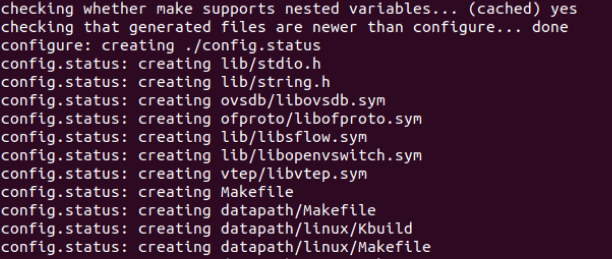 checking whether make supports nested variables... (cached) yes
checking that generated files are newer than configure... done
configure: creating ./config.status
config.status: creating lib/stdio.h
config.status: creating lib/string.h
config.status: creating ovsdb/libovsdb.sym
config.status: creating ofproto/libofproto.sym
config.status: creating lib/libsflow.sym
config.status: creating lib/libopenvswitch.sym
config.status: creating vtep/libvtep.sym
config.status: creating Makefile
config.status: creating datapath/Makefile
config.status: creating datapath/linux/Kbuild
config.status: creating datapath/linux/Makefile